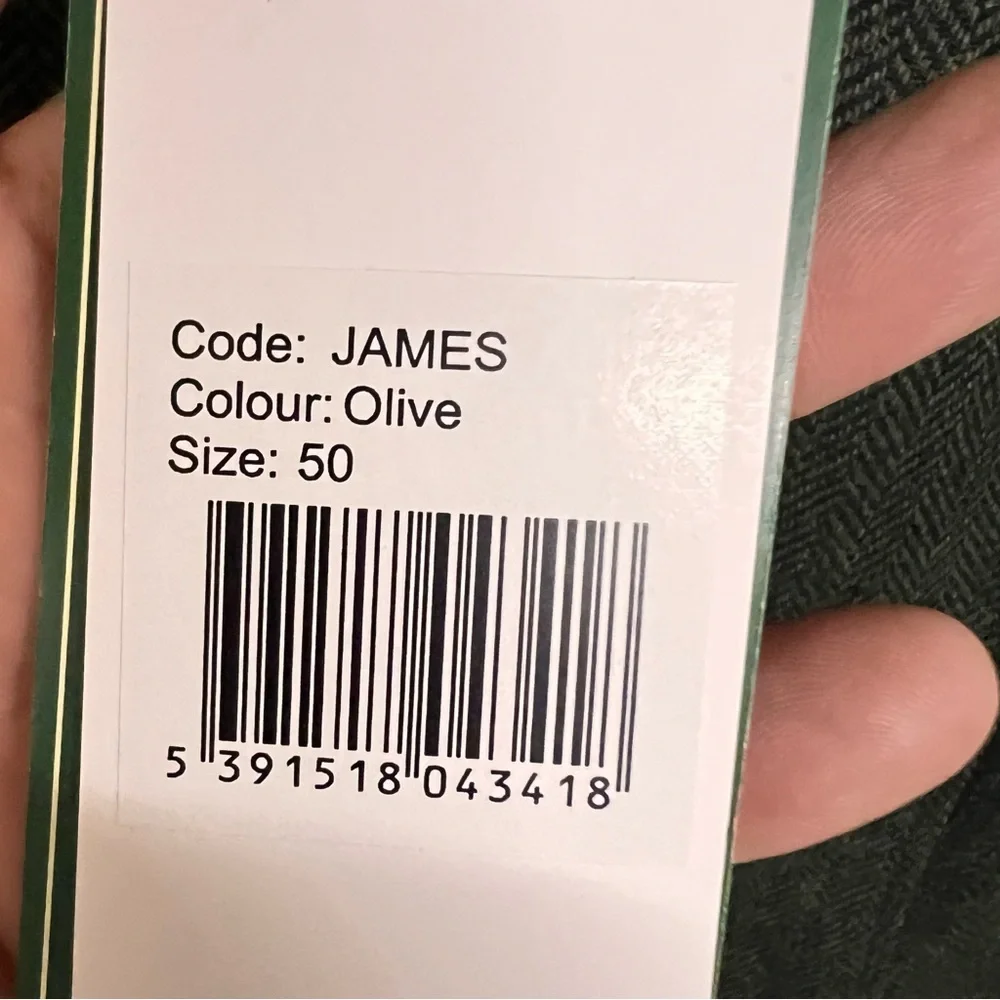 Code: JAMES
Colour: Olive
Size: 50
5 391518 043418